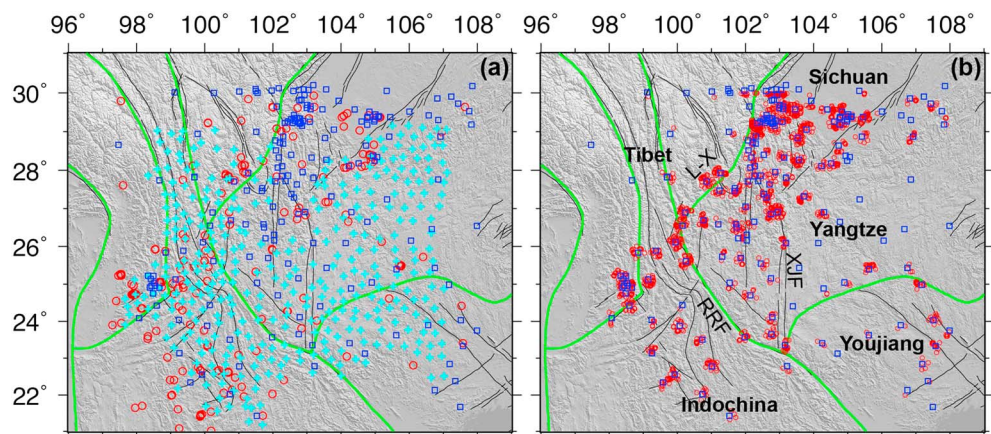 96 98° 100° 102° 104° 106° 108° 96 98° 100° 102° 104° 106° 108°
(a) (b)
Sichuan
30°
28°
Tibet
L-X
26°
Yangtze
XJF
24°
RRF
Youjiang
22°
Indochina